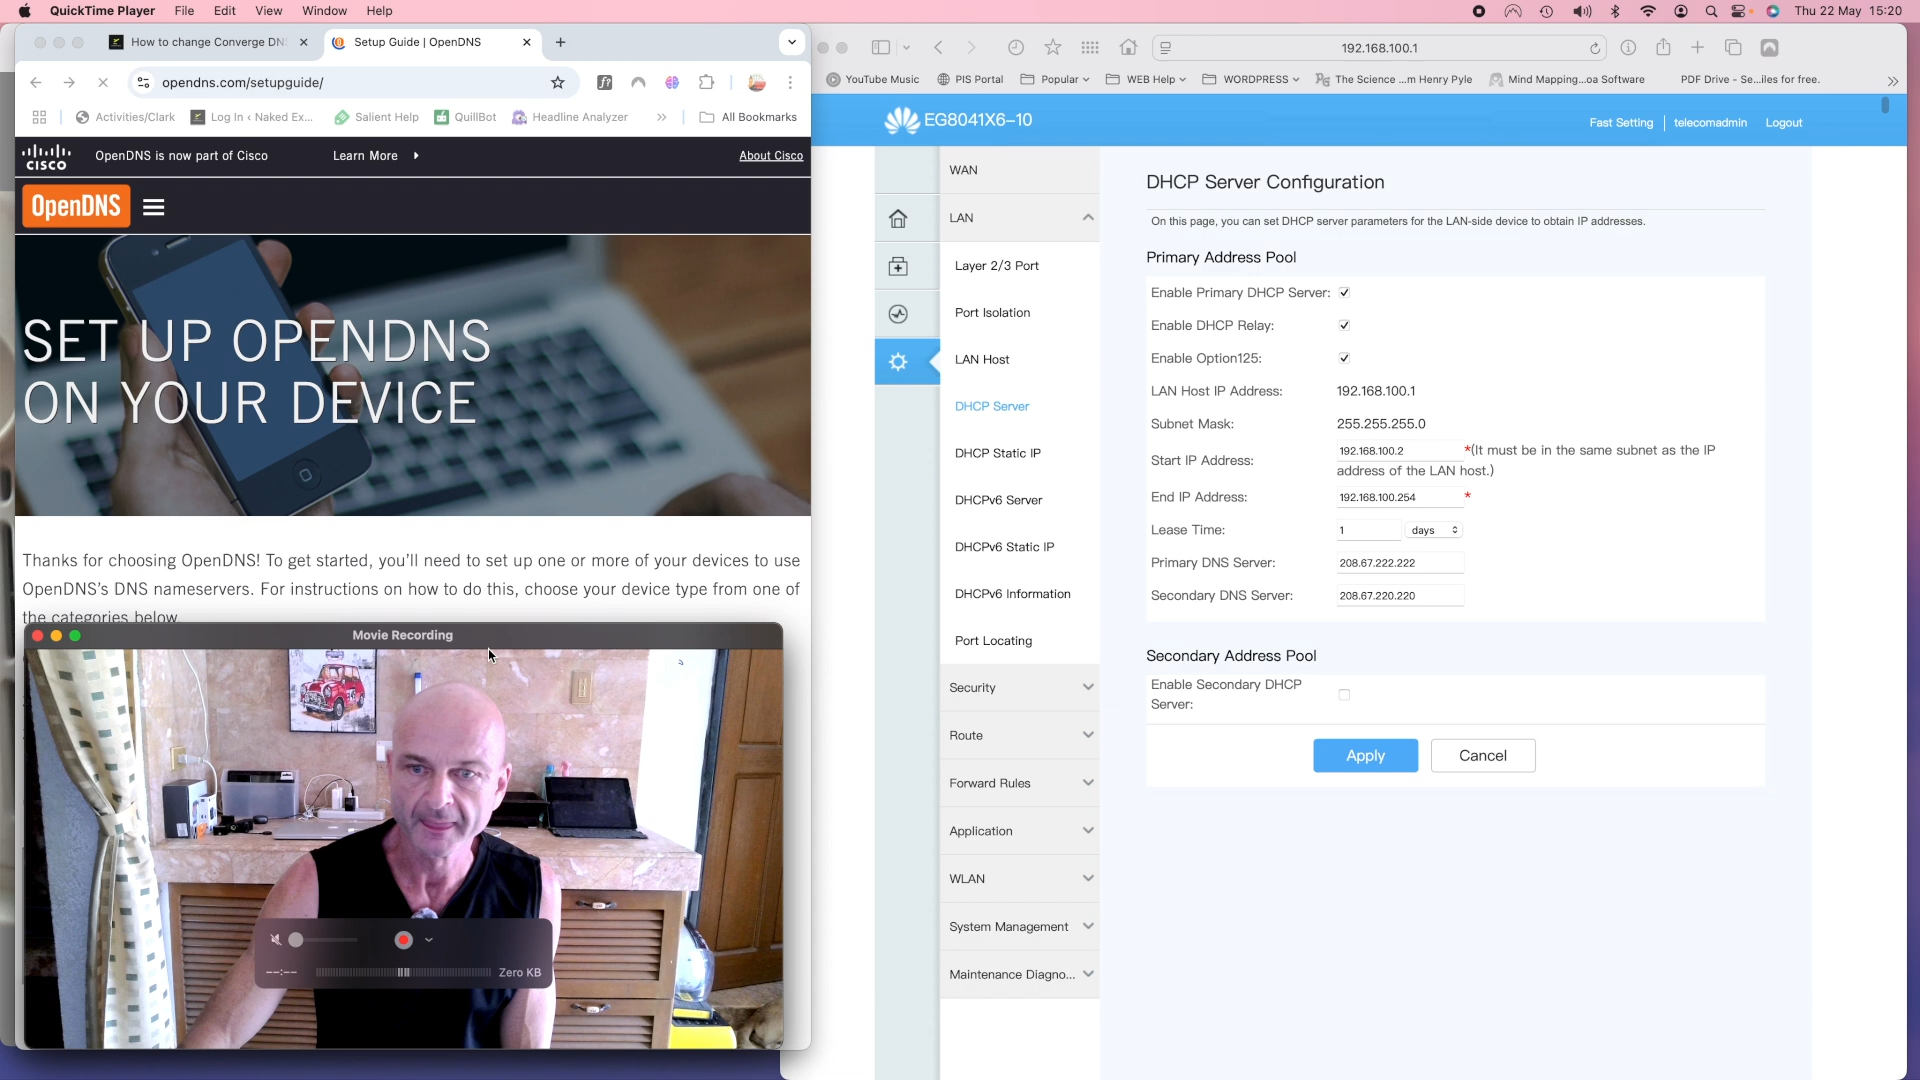 QuickTime Player File Edit View Window Help
Thu 22 May 15:20
How to change Converge DN
Setup Guide | OpenDNS
opendns.com/setupguide/
Activities/Clark
Log In ‹ Naked Ex...
Salient Help
QuillBot
Headline Analyzer
»
All Bookmarks
CISCO
OpenDNS is now part of Cisco
Learn More
About Cisco
OpenDNS
SET UP OPENDNS
ON YOUR DEVICE
Thanks for choosing OpenDNS! To get started, you'll need to set up one or more of your devices to use
OpenDNS's DNS nameservers. For instructions on how to do this, choose your device type from one of
the categories below.
Movie Recording
--:--
Zero KB
192.168.100.1
YouTube Music
PIS Portal
Popular
WEB Help
WORDPRESS
The Science ...m Henry Pyle
Mind Mapping...oa Software
PDF Drive - Se...iles for free.
»
EG8041X6-10
Fast Setting | telecomadmin Logout
WAN
LAN
Layer 2/3 Port
Port Isolation
LAN Host
DHCP Server
DHCP Static IP
DHCPv6 Server
DHCPv6 Static IP
DHCPv6 Information
Port Locating
Security
Route
Forward Rules
Application
WLAN
System Management
Maintenance Diagno...
DHCP Server Configuration
On this page, you can set DHCP server parameters for the LAN-side device to obtain IP addresses.
Primary Address Pool
Enable Primary DHCP Server:
Enable DHCP Relay:
Enable Option125:
LAN Host IP Address: 192.168.100.1
Subnet Mask: 255.255.255.0
Start IP Address: 192.168.100.2 *(It must be in the same subnet as the IP
address of the LAN host.)
End IP Address: 192.168.100.254 *
Lease Time: 1 days
Primary DNS Server: 208.67.222.222
Secondary DNS Server: 208.67.220.220
Secondary Address Pool
Enable Secondary DHCP
Server:
Apply Cancel